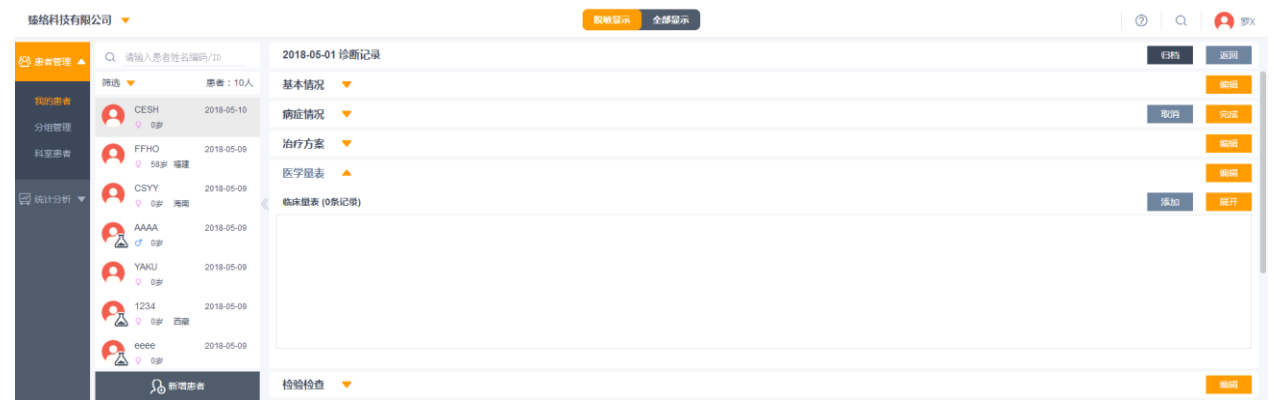 臻络科技有限公司 脱敏显示 全部显示 罗X
患者管理
我的患者
分组管理
科室患者
统计分析
请输入患者姓名编码/ID
筛选 患者：10人
CESH 2018-05-10
0岁
FFHO 2018-05-09
58岁 福建
CSYY 2018-05-09
0岁 海南
AAAA 2018-05-09
0岁
YAKU 2018-05-09
0岁
1234 2018-05-09
0岁 西藏
eeee 2018-05-09
0岁
新增患者
2018-05-01 诊断记录 归档 返回
基本情况 编辑
病症情况 取消 完成
治疗方案 编辑
医学量表 编辑
临床量表 (0条记录) 添加 展开
检验检查 编辑